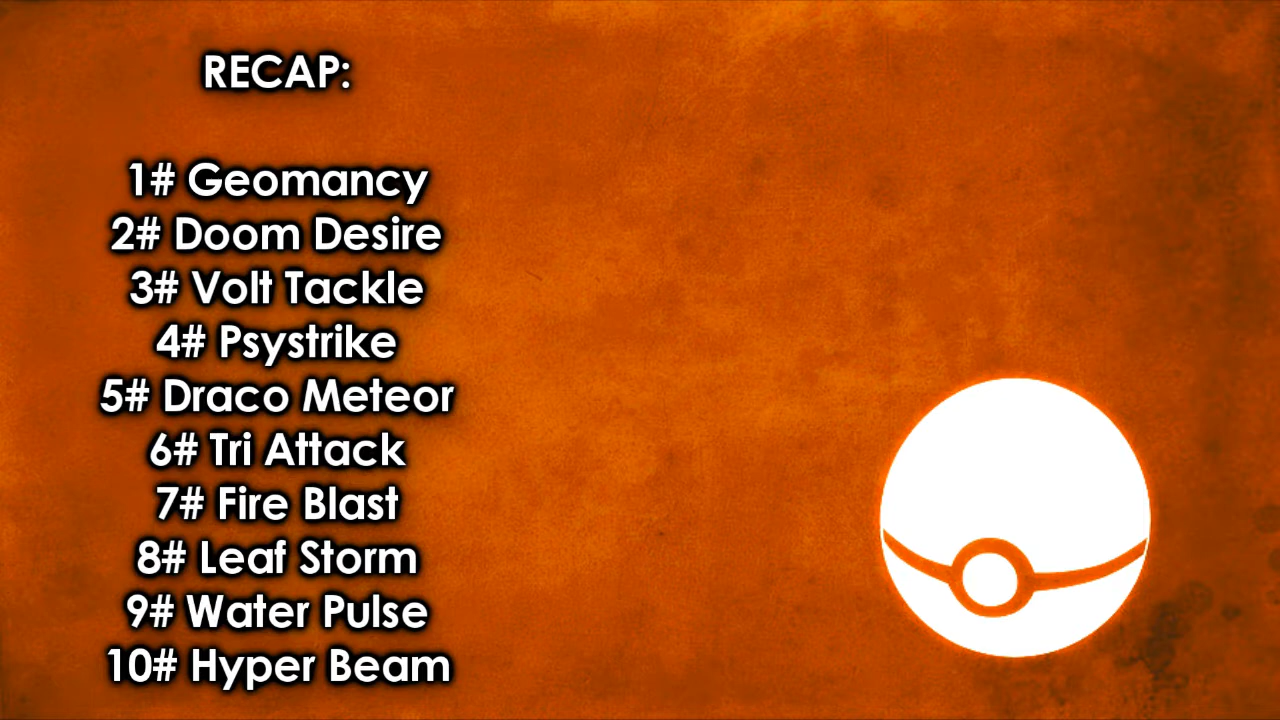 RECAP:
1# Geomancy
2# Doom Desire
3# Volt Tackle
4# Psystrike
5# Draco Meteor
6# Tri Attack
7# Fire Blast
8# Leaf Storm
9# Water Pulse
10# Hyper Beam